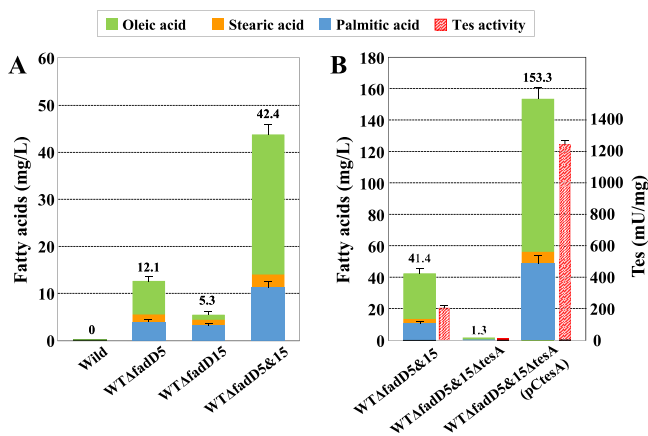 Oleic acid Stearic acid Palmitic acid Tes activity
A
Fatty acids (mg/L)
60
50
40
30
20
10
0
0
12.1
5.3
42.4
Wild
WTΔfadD5
WTΔfadD15
WTΔfadD5&15
B
Fatty acids (mg/L)
180
160
140
120
100
80
60
40
20
0
41.4
1.3
153.3
1400
1200
1000
800
600
400
200
0
Tes (mU/mg)
WTΔfadD5&15
WTΔfadD5&15ΔtesA
WTΔfadD5&15ΔtesA
(pCtesA)